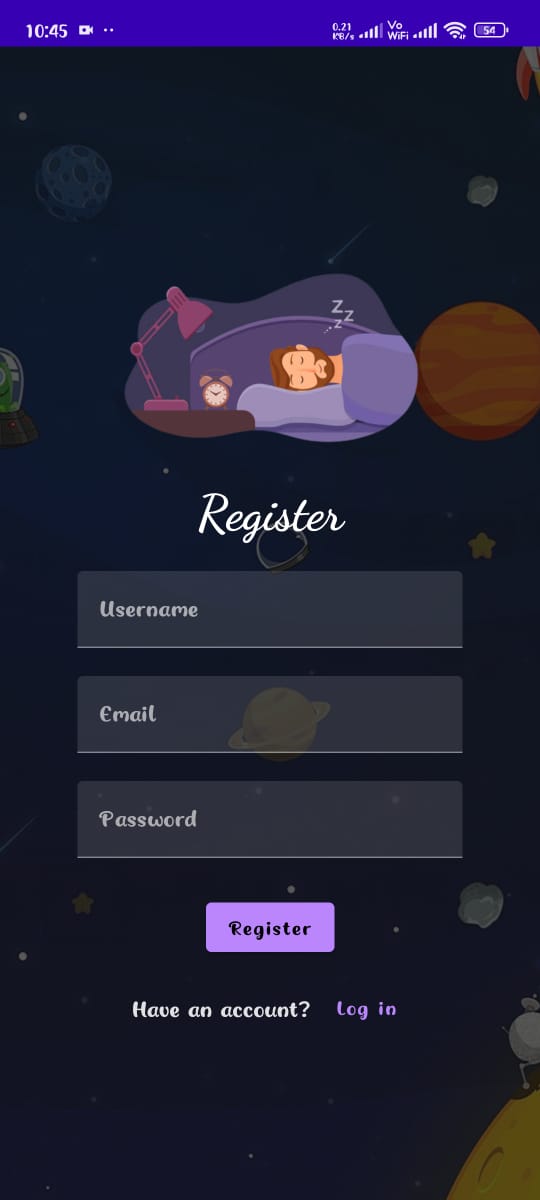 10:45
0.21 KB/s Vo WiFi 54
z z z
Register
Username
Email
Password
Register
Have an account? Log in